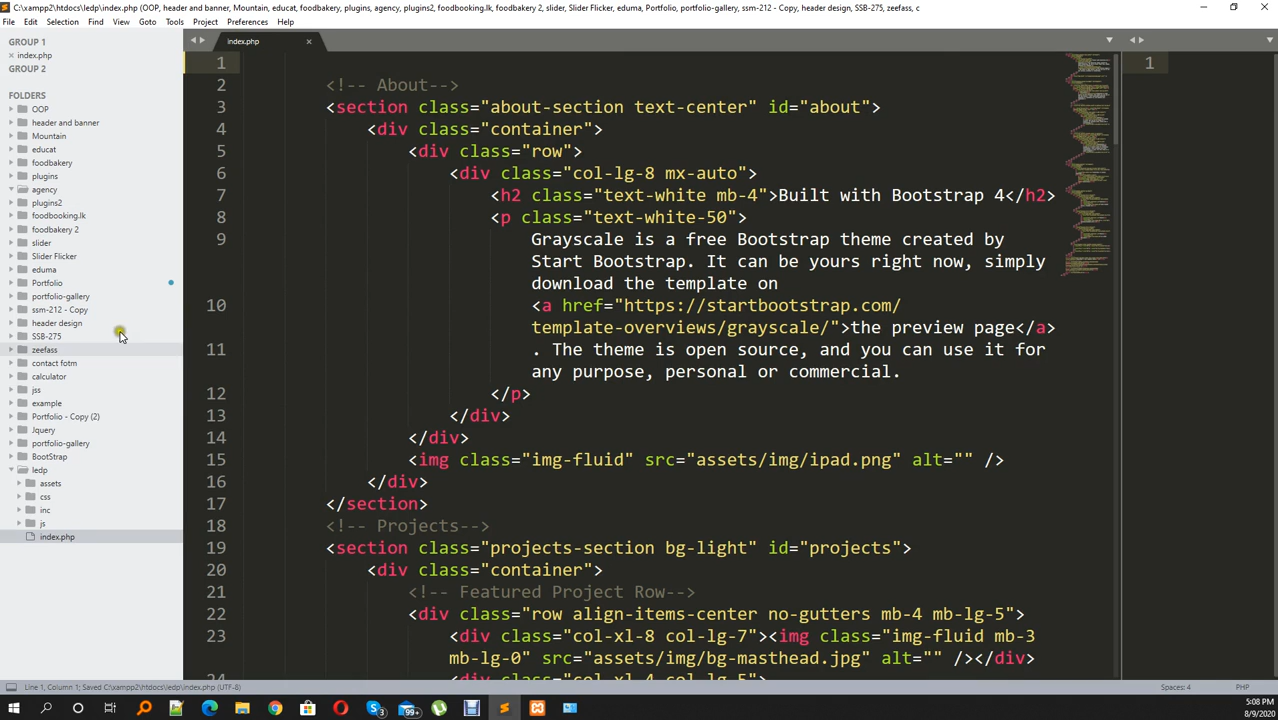 C:\xampp2\htdocs\ledp\index.php (OOP, header and banner, Mountain, educat, foodbakery, plugins, agency, plugins2, foodbooking.lk, foodbakery 2, slider, Slider Flicker, eduma, Portfolio, portfolio-gallery, ssm-212 - Copy, header design, SSB-275, zeefass, c
File Edit Selection Find View Goto Tools Project Preferences Help
GROUP 1
index.php
GROUP 2
FOLDERS
OOP
header and banner
Mountain
educat
foodbakery
plugins
agency
plugins2
foodbooking.lk
foodbakery 2
slider
Slider Flicker
eduma
Portfolio
portfolio-gallery
ssm-212 - Copy
header design
SSB-275
zeefass
contact fotm
calculator
jss
example
Portfolio - Copy (2)
Jquery
portfolio-gallery
BootStrap
ledp
assets
css
inc
js
index.php
index.php
1
2 <!-- About-->
3 <section class="about-section text-center" id="about">
4 <div class="container">
5 <div class="row">
6 <div class="col-lg-8 mx-auto">
7 <h2 class="text-white mb-4">Built with Bootstrap 4</h2>
8 <p class="text-white-50">
9 Grayscale is a free Bootstrap theme created by
Start Bootstrap. It can be yours right now, simply
download the template on
10 <a href="https://startbootstrap.com/
template-overviews/grayscale/">the preview page</a>
11 . The theme is open source, and you can use it for
any purpose, personal or commercial.
12 </p>
13 </div>
14 </div>
15 <img class="img-fluid" src="assets/img/ipad.png" alt="" />
16 </div>
17 </section>
18 <!-- Projects-->
19 <section class="projects-section bg-light" id="projects">
20 <div class="container">
21 <!-- Featured Project Row-->
22 <div class="row align-items-center no-gutters mb-4 mb-lg-5">
23 <div class="col-xl-8 col-lg-7"><img class="img-fluid mb-3
mb-lg-0" src="assets/img/bg-masthead.jpg" alt="" /></div>
24 <div class="col-xl-4 col-lg-5">
1
Line 1, Column 1; Saved C:\xampp2\htdocs\ledp\index.php (UTF-8)
Spaces: 4
PHP
3
99+
5:08 PM
8/9/2020